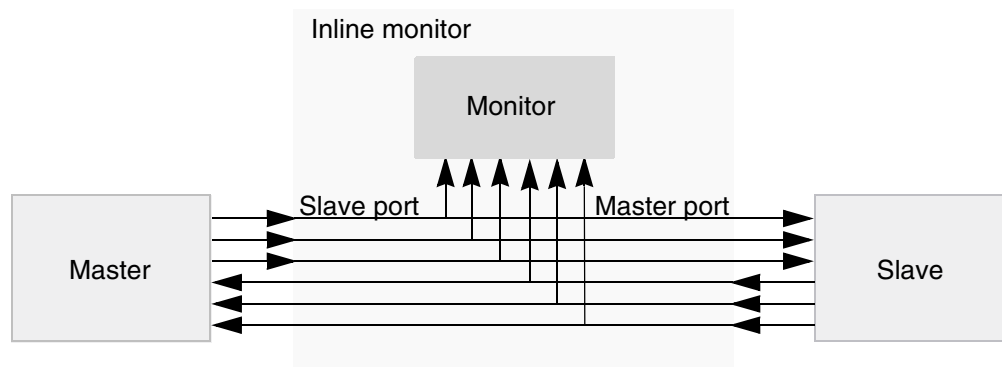 Inline monitor
Monitor
Slave port
Master port
Master
Slave